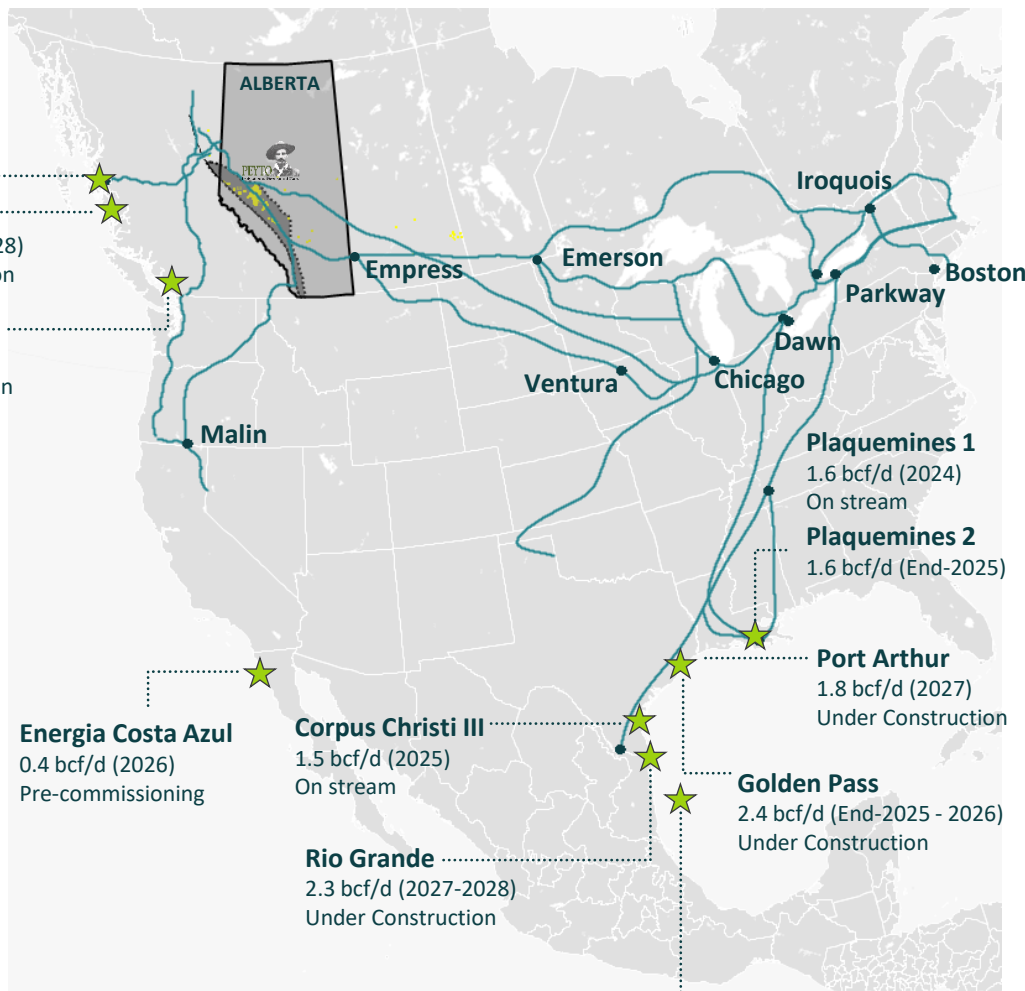 ALBERTA
PEYTO
28)
on
n
Iroquois
Empress
Emerson
Boston
Parkway
Dawn
Ventura
Chicago
Malin
Plaquemines 1
1.6 bcf/d (2024)
On stream
Plaquemines 2
1.6 bcf/d (End-2025)
Port Arthur
1.8 bcf/d (2027)
Under Construction
Energia Costa Azul
0.4 bcf/d (2026)
Pre-commissioning
Corpus Christi III
1.5 bcf/d (2025)
On stream
Golden Pass
2.4 bcf/d (End-2025 - 2026)
Under Construction
Rio Grande
2.3 bcf/d (2027-2028)
Under Construction